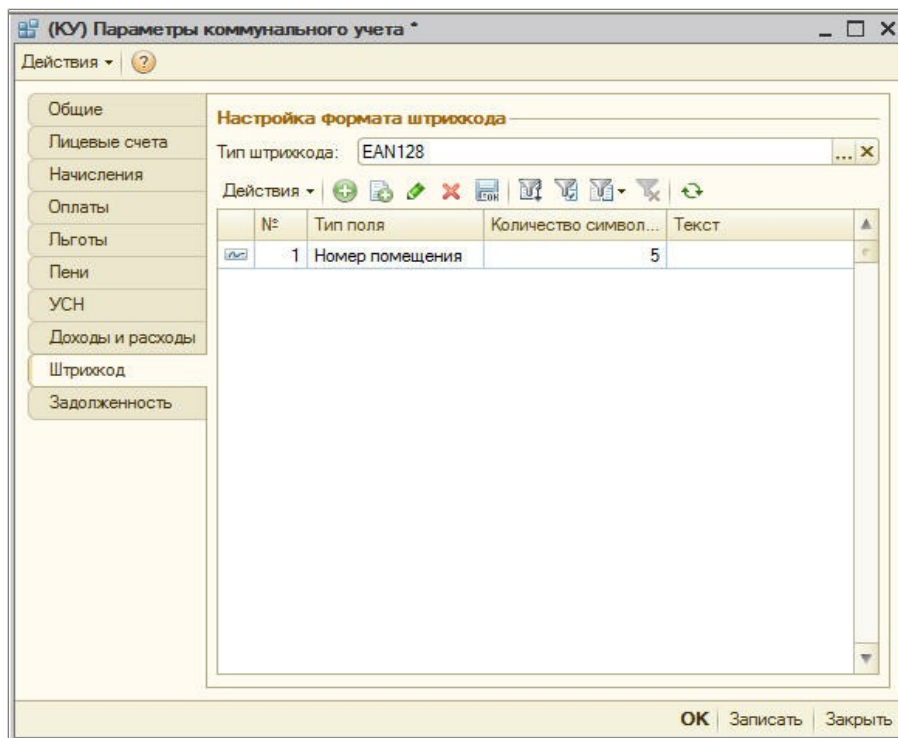 (КУ) Параметры коммунального учета *
Действия
Общие
Лицевые счета
Начисления
Оплаты
Льготы
Пени
УСН
Доходы и расходы
Штрихкод
Задолженность
Настройка формата штрихкода
Тип штрихкода: EAN128 ...
Действия
№ Тип поля Количество символ... Текст
1 Номер помещения 5
OK Записать Закрыть